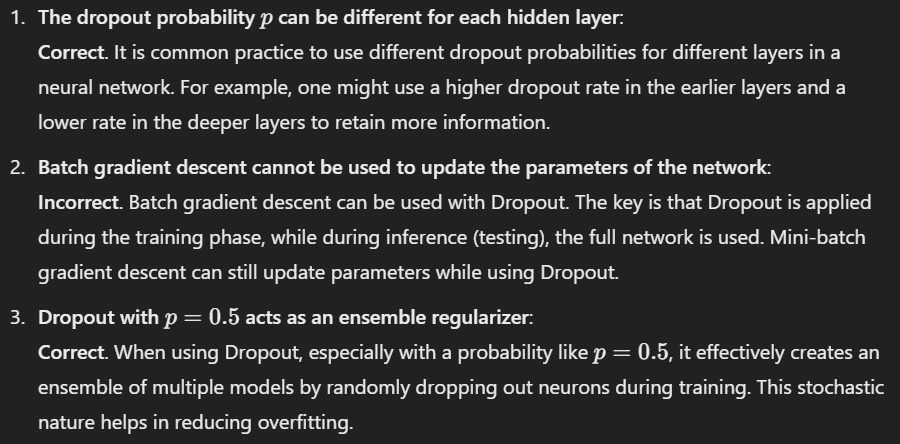 1. The dropout probability p can be different for each hidden layer:
Correct. It is common practice to use different dropout probabilities for different layers in a
neural network. For example, one might use a higher dropout rate in the earlier layers and a
lower rate in the deeper layers to retain more information.
2. Batch gradient descent cannot be used to update the parameters of the network:
Incorrect. Batch gradient descent can be used with Dropout. The key is that Dropout is applied
during the training phase, while during inference (testing), the full network is used. Mini-batch
gradient descent can still update parameters while using Dropout.
3. Dropout with p = 0.5 acts as an ensemble regularizer:
Correct. When using Dropout, especially with a probability like p = 0.5, it effectively creates an
ensemble of multiple models by randomly dropping out neurons during training. This stochastic
nature helps in reducing overfitting.